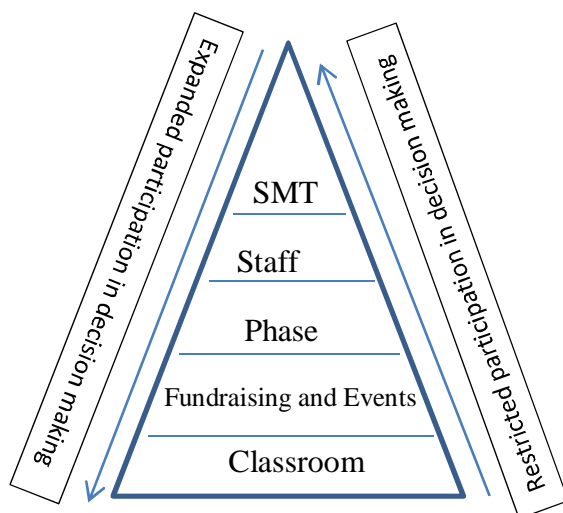 Expanded participation in decision making
Restricted participation in decision making
SMT
Staff
Phase
Fundraising and Events
Classroom